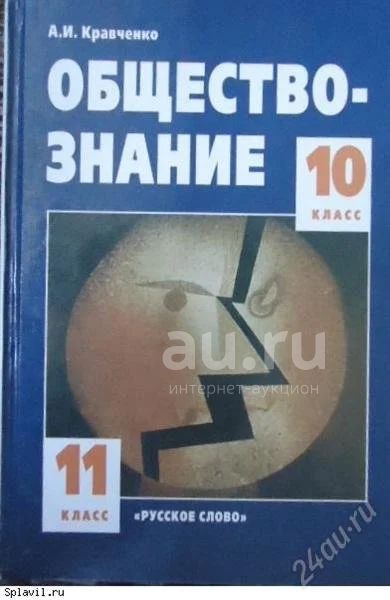 А.И. Кравченко
ОБЩЕСТВО-
ЗНАНИЕ
10
КЛАСС
au.ru
интернет-аукцион
11
КЛАСС
«РУССКОЕ СЛОВО»
24au.ru
Splavil.ru